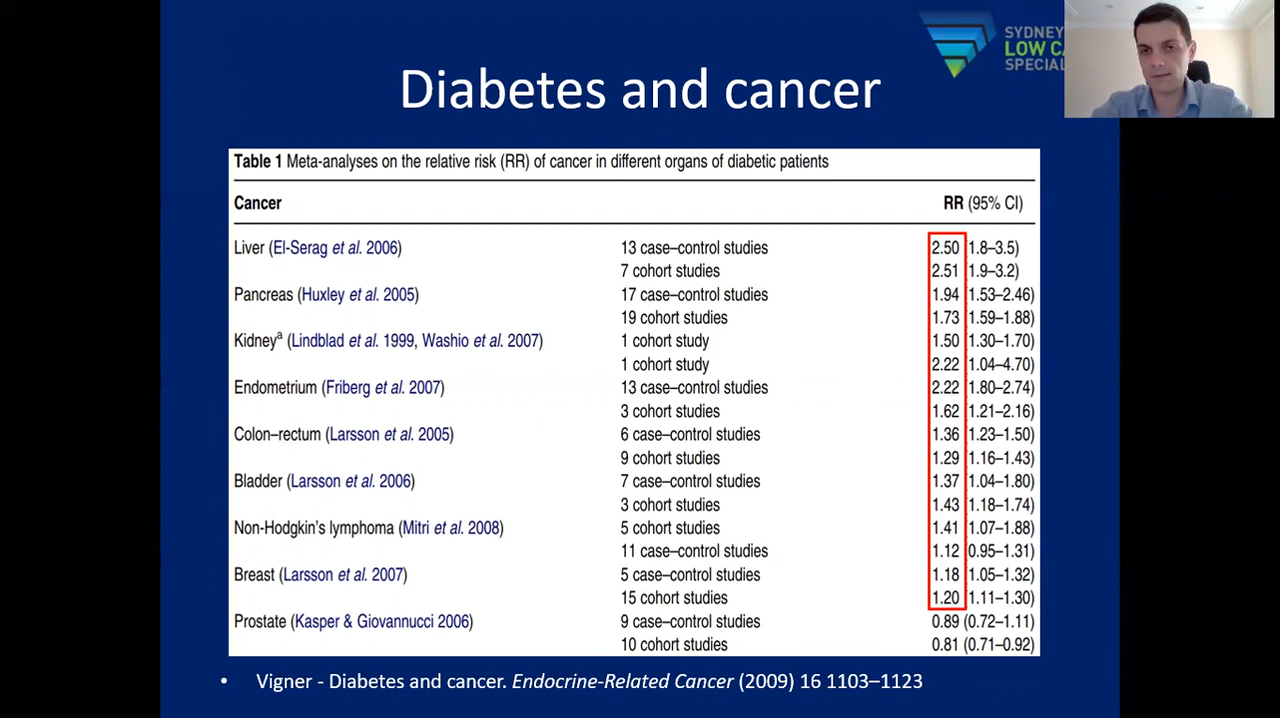 SYDNEY
LOW CA
SPECIAL
Diabetes and cancer
Table 1 Meta-analyses on the relative risk (RR) of cancer in different organs of diabetic patients
Cancer RR (95% CI)
Liver (El-Serag et al. 2006) 13 case–control studies 2.50 (1.8–3.5)
7 cohort studies 2.51 (1.9–3.2)
Pancreas (Huxley et al. 2005) 17 case–control studies 1.94 (1.53–2.46)
19 cohort studies 1.73 (1.59–1.88)
Kidneyª (Lindblad et al. 1999, Washio et al. 2007) 1 cohort study 1.50 (1.30–1.70)
1 cohort study 2.22 (1.04–4.70)
Endometrium (Friberg et al. 2007) 13 case–control studies 2.22 (1.80–2.74)
3 cohort studies 1.62 (1.21–2.16)
Colon–rectum (Larsson et al. 2005) 6 case–control studies 1.36 (1.23–1.50)
9 cohort studies 1.29 (1.16–1.43)
Bladder (Larsson et al. 2006) 7 case–control studies 1.37 (1.04–1.80)
3 cohort studies 1.43 (1.18–1.74)
Non-Hodgkin's lymphoma (Mitri et al. 2008) 5 cohort studies 1.41 (1.07–1.88)
11 case–control studies 1.12 (0.95–1.31)
Breast (Larsson et al. 2007) 5 case–control studies 1.18 (1.05–1.32)
15 cohort studies 1.20 (1.11–1.30)
Prostate (Kasper & Giovannucci 2006) 9 case–control studies 0.89 (0.72–1.11)
10 cohort studies 0.81 (0.71–0.92)
• Vigner - Diabetes and cancer. Endocrine-Related Cancer (2009) 16 1103–1123